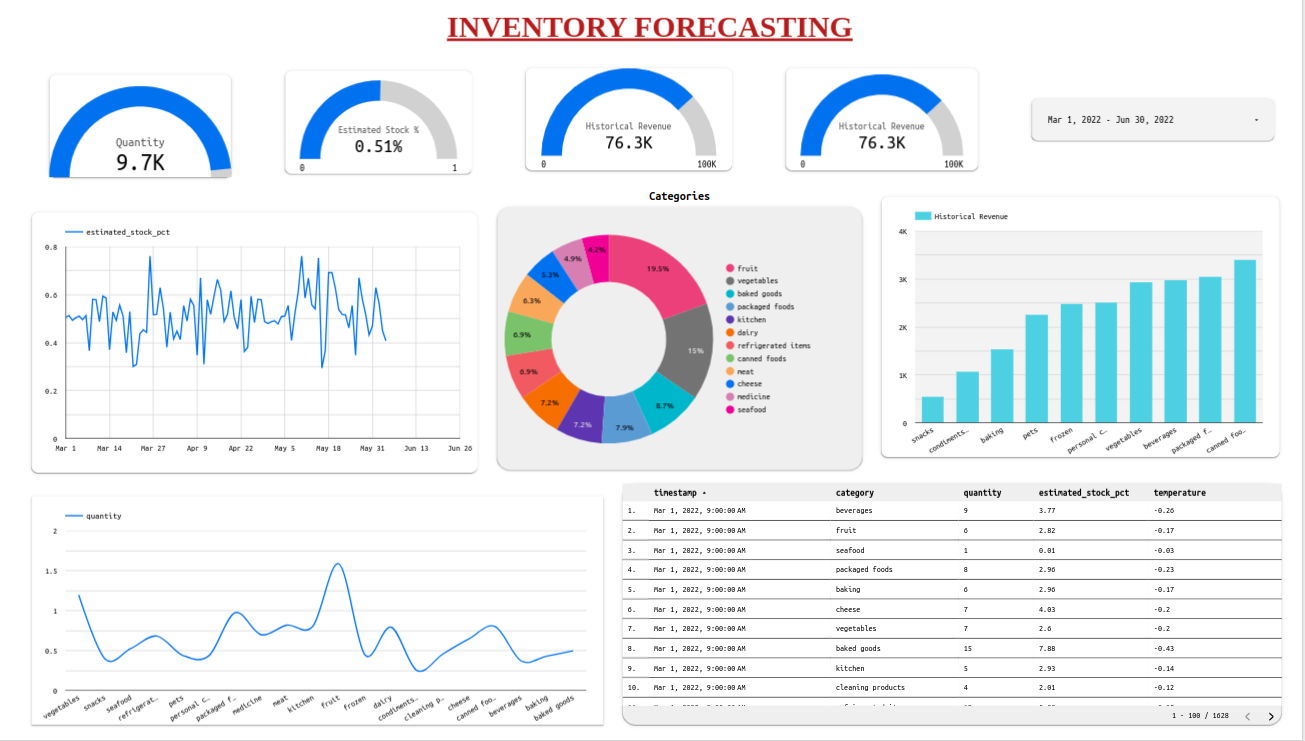 INVENTORY FORECASTING
Quantity
9.7K
Estimated Stock %
0.51%
0 1
Historical Revenue
76.3K
0 100K
Historical Revenue
76.3K
0 100K
Mar 1, 2022 - Jun 30, 2022
estimated_stock_pct
0.8
0.6
0.4
0.2
0
Mar 1 Mar 14 Mar 27 Apr 9 Apr 22 May 5 May 18 May 31 Jun 13 Jun 26
Categories
19.5%
15%
8.7%
7.9%
7.2%
7.2%
6.9%
6.9%
6.3%
5.3%
4.9%
4.2%
fruit
vegetables
baked goods
packaged foods
kitchen
dairy
refrigerated items
canned foods
meat
cheese
medicine
seafood
Historical Revenue
4K
3K
2K
1K
0
snacks condiments… baking pets frozen personal c… vegetables beverages packaged f… canned foo…
quantity
2
1.5
1
0.5
0
vegetables snacks seafood refrigerat… pets personal c… packaged f… medicine meat kitchen fruit frozen dairy condiments… cleaning p… cheese canned foo… beverages baking baked goods
timestamp category quantity estimated_stock_pct temperature
1. Mar 1, 2022, 9:00:00 AM beverages 9 3.77 -0.26
2. Mar 1, 2022, 9:00:00 AM fruit 6 2.82 -0.17
3. Mar 1, 2022, 9:00:00 AM seafood 1 0.01 -0.03
4. Mar 1, 2022, 9:00:00 AM packaged foods 8 2.96 -0.23
5. Mar 1, 2022, 9:00:00 AM baking 6 2.96 -0.17
6. Mar 1, 2022, 9:00:00 AM cheese 7 4.03 -0.2
7. Mar 1, 2022, 9:00:00 AM vegetables 7 2.6 -0.2
8. Mar 1, 2022, 9:00:00 AM baked goods 15 7.88 -0.43
9. Mar 1, 2022, 9:00:00 AM kitchen 5 2.93 -0.14
10. Mar 1, 2022, 9:00:00 AM cleaning products 4 2.01 -0.12
1 - 100 / 1628